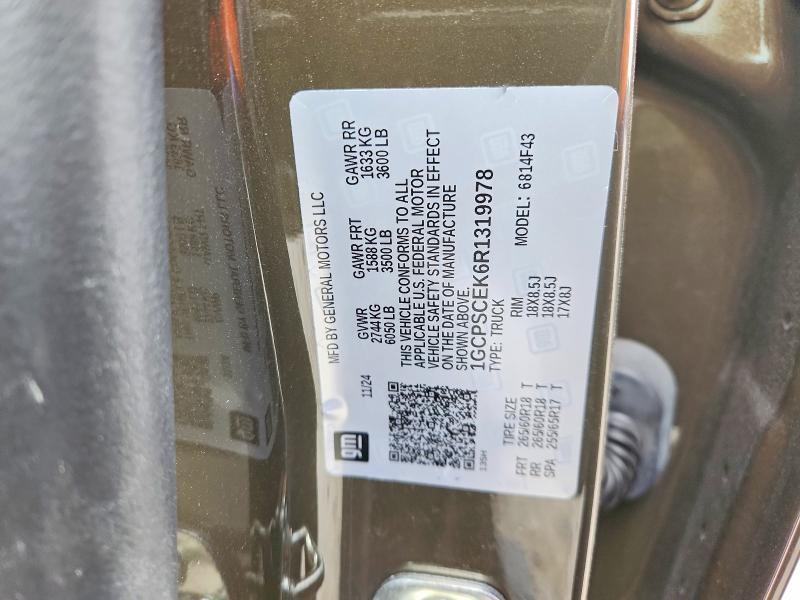 gm
MFD BY GENERAL MOTORS LLC
11/24
GVWR GAWR FRT GAWR RR
2744KG 1588 KG 1633 KG
6050 LB 3500 LB 3600 LB
THIS VEHICLE CONFORMS TO ALL
APPLICABLE U.S. FEDERAL MOTOR
VEHICLE SAFETY STANDARDS IN EFFECT
ON THE DATE OF MANUFACTURE
SHOWN ABOVE.
1GCPSCEK6R1319978
TYPE: TRUCK MODEL: 6814F43
135H
TIRE SIZE RIM
FRT 265/60R18 T 18X8.5J
RR 265/60R18 T 18X8.5J
SPA 255/65R17 T 17X8J